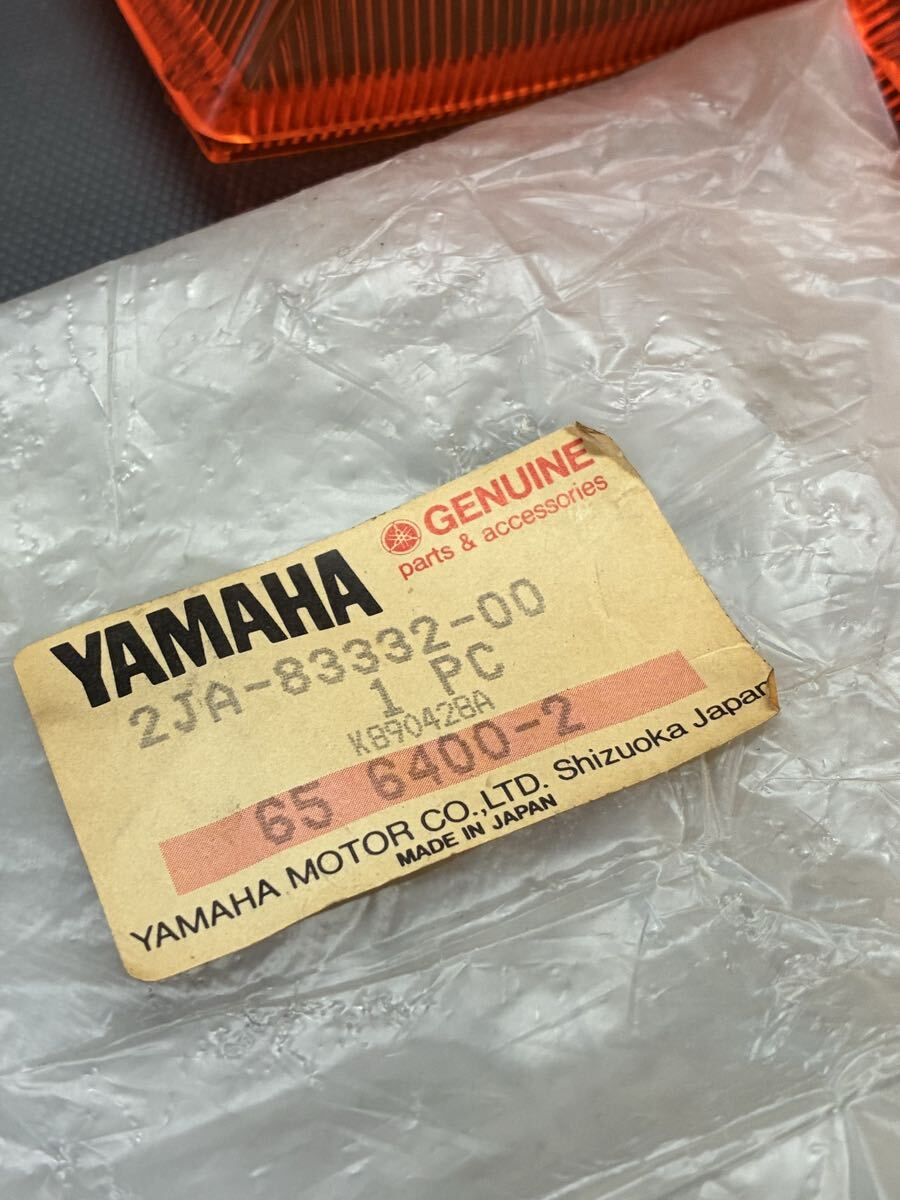 GENUINE
parts & accessories
YAMAHA
2JA-83332-00
1 PC
K890428A
65 6400-2
YAMAHA MOTOR CO.,LTD. Shizuoka Japan
MADE IN JAPAN